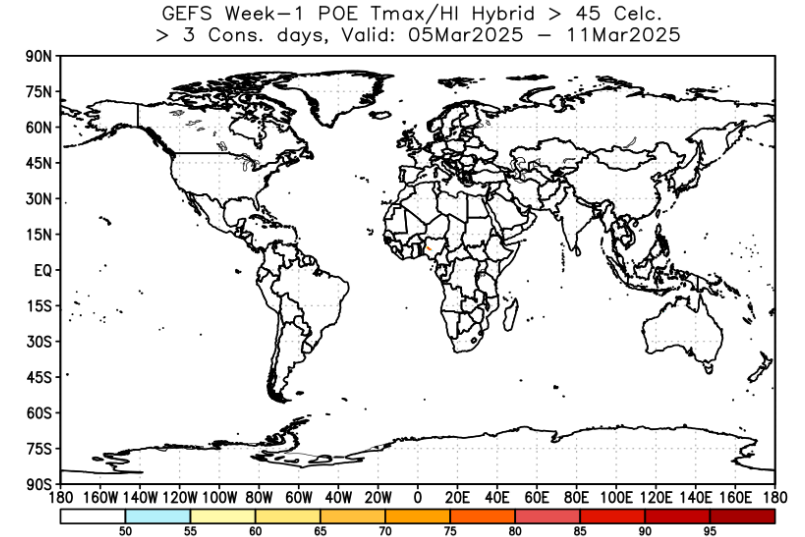 GEFS Week-1 POE Tmax/HI Hybrid > 45 Celc.
> 3 Cons. days, Valid: 05Mar2025 - 11Mar2025
90N
75N
60N
45N
30N
15N
EQ
15S
30S
45S
60S
75S
90S
180 160W 140W 120W 100W 80W 60W 40W 20W 0 20E 40E 60E 80E 100E 120E 140E 160E 180
50 55 60 65 70 75 80 85 90 95